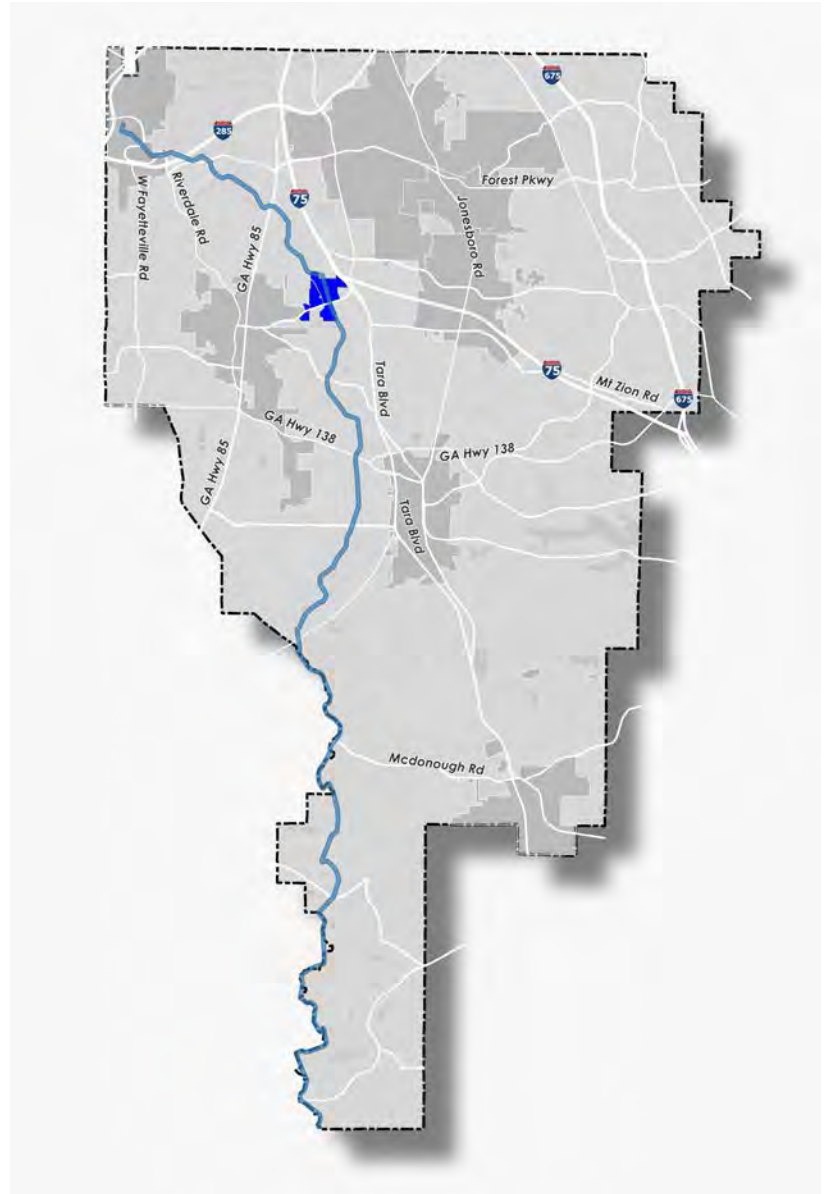 675
285
Forest Pkwy
W Fayetteville Rd
Riverdale Rd
75
Jonesboro Rd
GA Hwy 85
75
Tara Blvd
Mt Zion Rd
675
GA Hwy 138
GA Hwy 138
GA Hwy 85
Tara Blvd
Mcdonough Rd